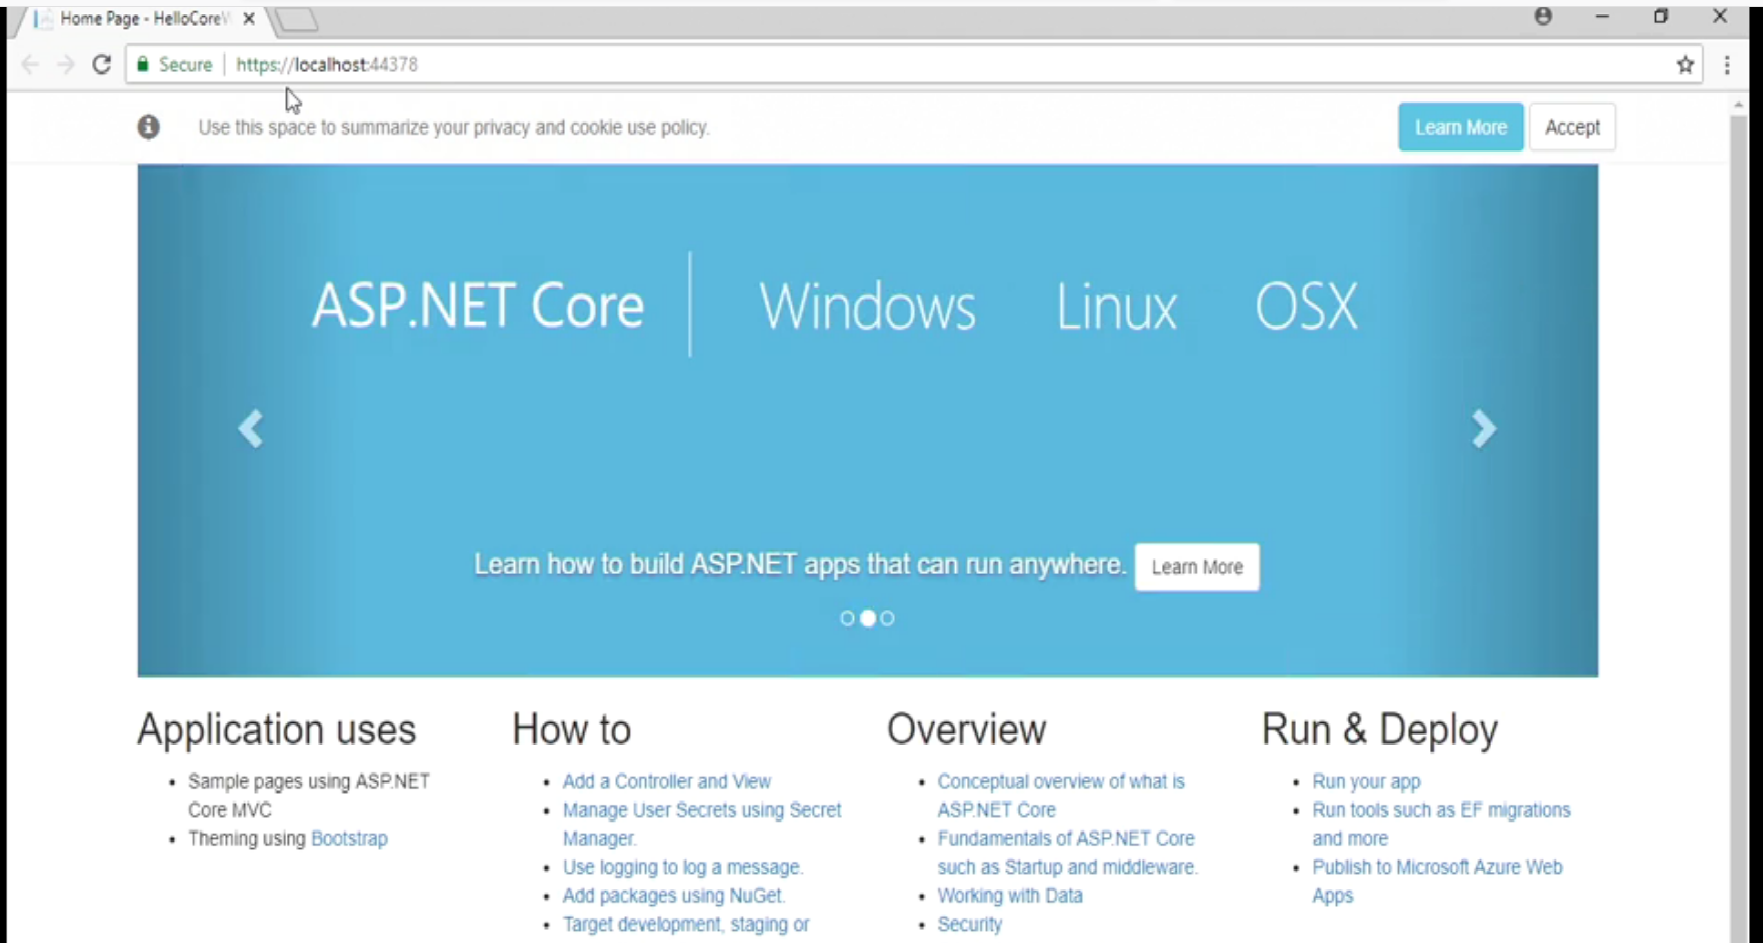 Home Page - HelloCore
Secure | https://localhost:44378
Use this space to summarize your privacy and cookie use policy.
Learn More
Accept
ASP.NET Core | Windows Linux OSX
Learn how to build ASP.NET apps that can run anywhere.
Learn More
Application uses
• Sample pages using ASP.NET
Core MVC
• Theming using Bootstrap
How to
• Add a Controller and View
• Manage User Secrets using Secret
Manager.
• Use logging to log a message.
• Add packages using NuGet.
• Target development, staging or
Overview
• Conceptual overview of what is
ASP.NET Core
• Fundamentals of ASP.NET Core
such as Startup and middleware.
• Working with Data
• Security
Run & Deploy
• Run your app
• Run tools such as EF migrations
and more
• Publish to Microsoft Azure Web
Apps